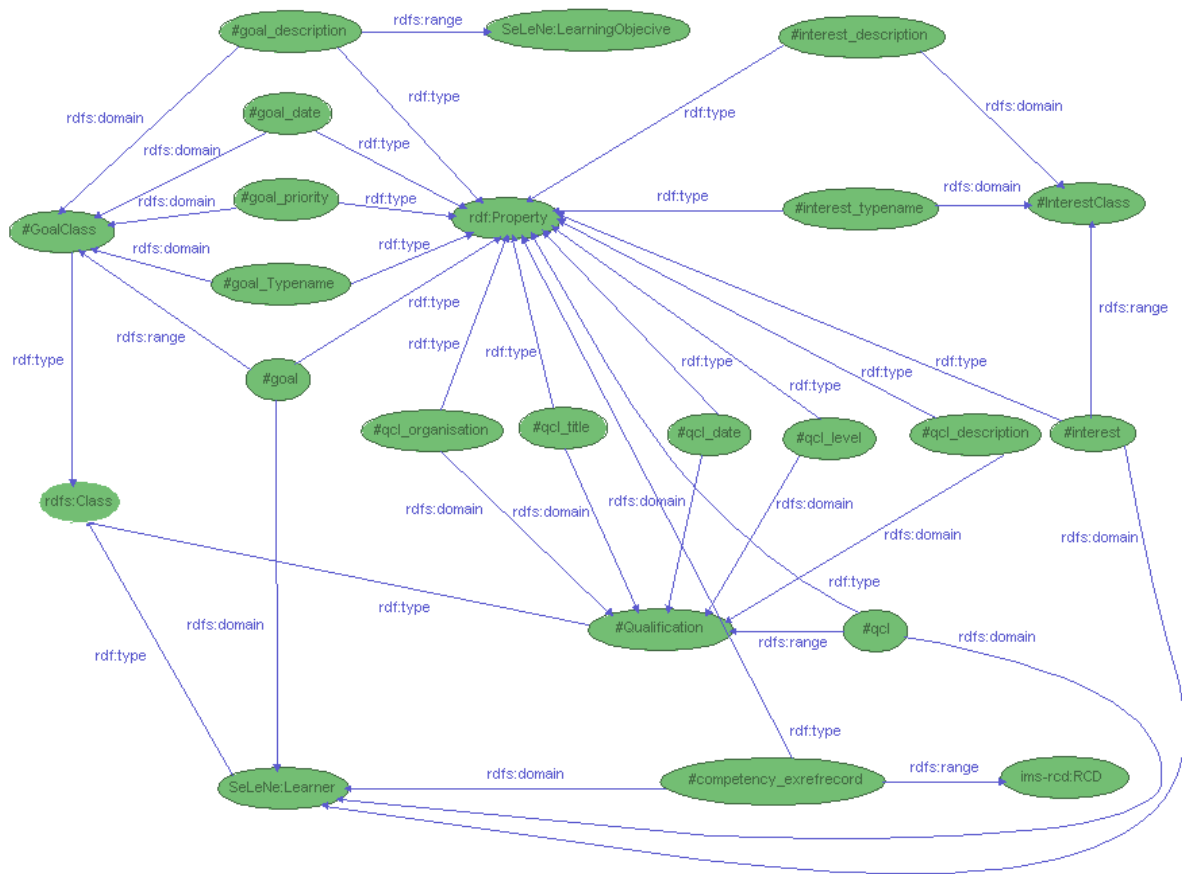 #goal_description
rdfs:range
SeLeNe:LearningObjecive
#interest_description
rdfs:domain
#goal_date
rdf:type
rdf:type
rdfs:domain
rdfs:domain
rdf:type
#goal_priority
rdfs:domain
rdf:type
rdf:type
rdfs:domain
#interest_typename
#InterestClass
#GoalClass
rdf:Property
rdfs:domain
rdf:type
#goal_Typename
rdf:type
rdfs:range
rdfs:range
rdf:type
#goal
rdf:type
rdf:type
rdf:type
rdf:type
rdf:type
#qcl_organisation
#qcl_title
#qcl_date
#qcl_level
#qcl_description
#interest
rdfs:Class
rdfs:domain
rdfs:domain
rdfs:domain
rdfs:domain
rdfs:domain
rdfs:domain
rdf:type
rdf:type
#Qualification
#qcl
rdfs:domain
rdfs:domain
rdfs:range
rdf:type
rdf:type
SeLeNe:Learner
rdfs:domain
#competency_exrefrecord
rdfs:range
ims-rcd:RCD